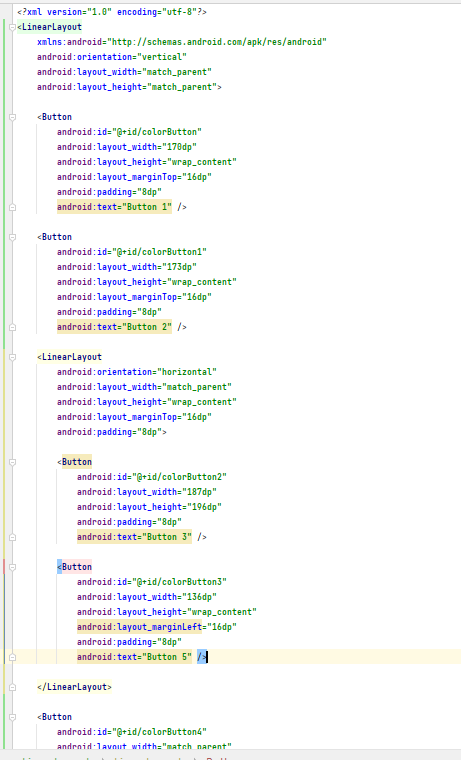 <?xml version="1.0" encoding="utf-8"?>
<LinearLayout
xmlns:android="http://schemas.android.com/apk/res/android"
android:orientation="vertical"
android:layout_width="match_parent"
android:layout_height="match_parent">
<Button
android:id="@+id/colorButton"
android:layout_width="170dp"
android:layout_height="wrap_content"
android:layout_marginTop="16dp"
android:padding="8dp"
android:text="Button 1" />
<Button
android:id="@+id/colorButton1"
android:layout_width="173dp"
android:layout_height="wrap_content"
android:layout_marginTop="16dp"
android:padding="8dp"
android:text="Button 2" />
<LinearLayout
android:orientation="horizontal"
android:layout_width="match_parent"
android:layout_height="wrap_content"
android:layout_marginTop="16dp"
android:padding="8dp">
<Button
android:id="@+id/colorButton2"
android:layout_width="187dp"
android:layout_height="196dp"
android:padding="8dp"
android:text="Button 3" />
<Button
android:id="@+id/colorButton3"
android:layout_width="136dp"
android:layout_height="wrap_content"
android:layout_marginLeft="16dp"
android:padding="8dp"
android:text="Button 5" />
</LinearLayout>
<Button
android:id="@+id/colorButton4"
android:layout_width="match_parent"